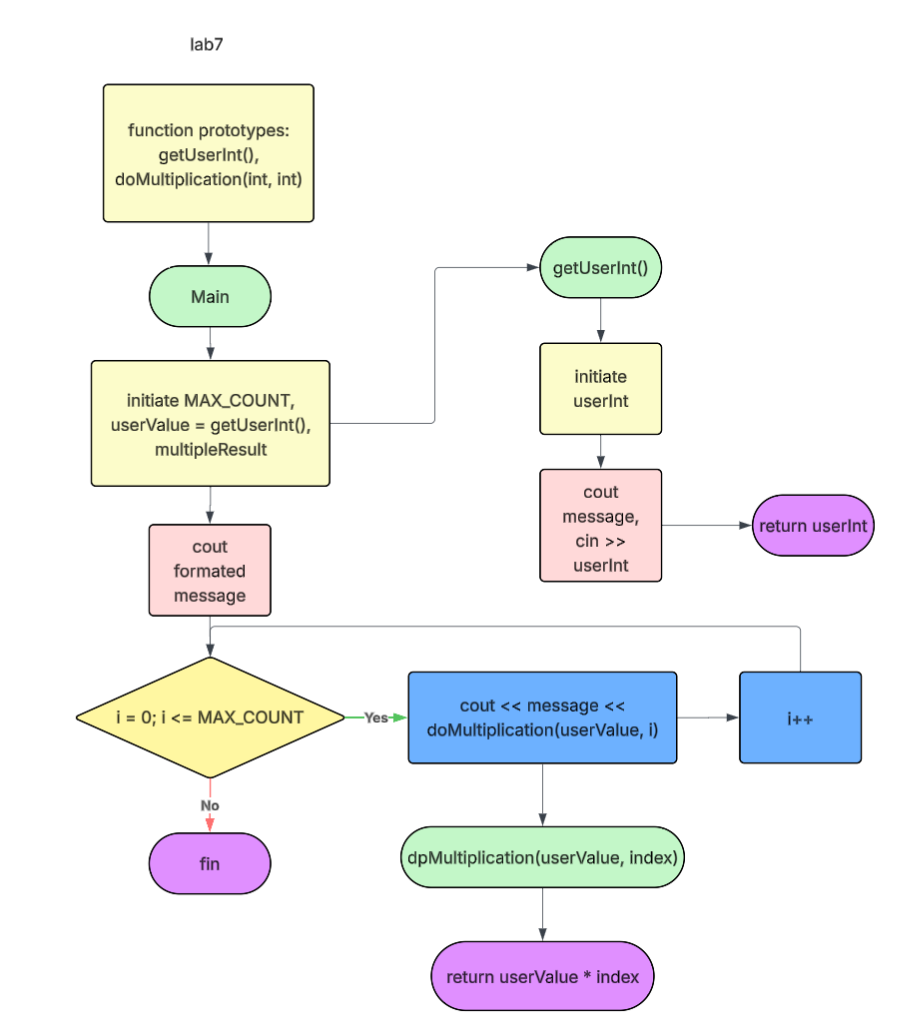 lab7
function prototypes:
getUserInt(),
doMultiplication(int, int)
Main
initiate MAX_COUNT,
userValue = getUserInt(),
multipleResult
cout
formated
message
getUserInt()
initiate
userInt
cout
message,
cin >>
userInt
return userInt
i = 0; i <= MAX_COUNT
Yes
cout << message <<
doMultiplication(userValue, i)
i++
No
fin
dpMultiplication(userValue, index)
return userValue * index